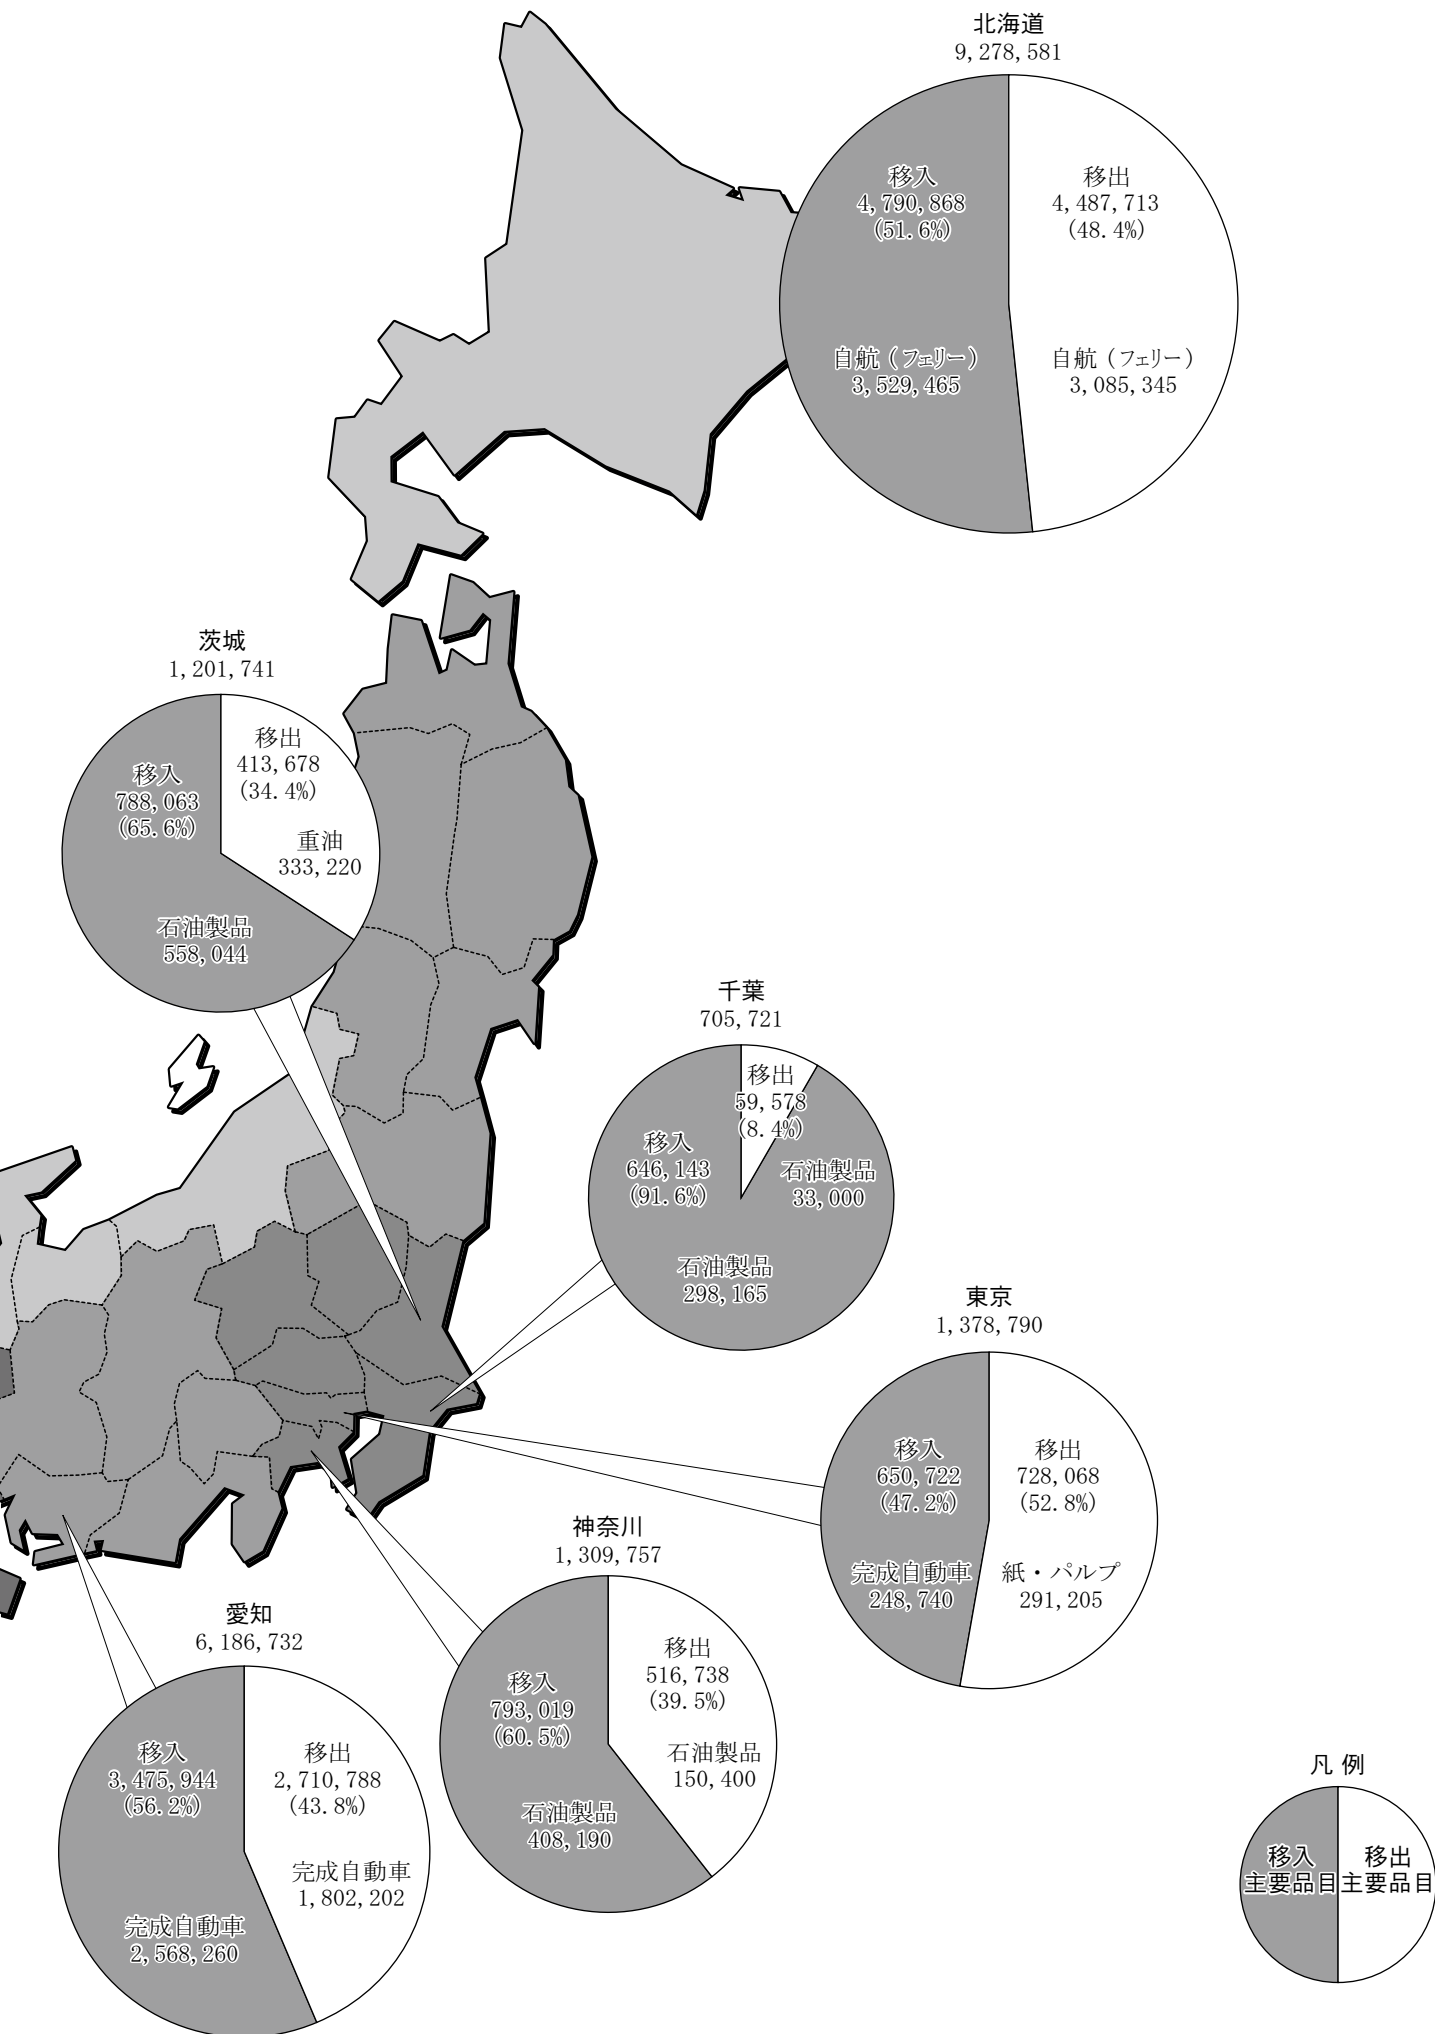 北海道
9,278,581
移入
4,790,868
(51.6%)
移出
4,487,713
(48.4%)
自航(フェリー)
3,529,465
自航(フェリー)
3,085,345
茨城
1,201,741
移出
413,678
(34.4%)
移入
788,063
(65.6%)
重油
333,220
石油製品
558,044
千葉
705,721
移出
59,578
(8.4%)
移入
646,143
(91.6%)
石油製品
33,000
石油製品
298,165
東京
1,378,790
移入
650,722
(47.2%)
移出
728,068
(52.8%)
完成自動車
248,740
紙・パルプ
291,205
神奈川
1,309,757
移出
516,738
(39.5%)
移入
793,019
(60.5%)
石油製品
150,400
石油製品
408,190
愛知
6,186,732
移入
3,475,944
(56.2%)
移出
2,710,788
(43.8%)
完成自動車
1,802,202
完成自動車
2,568,260
凡 例
移入
主要品目
移出
主要品目